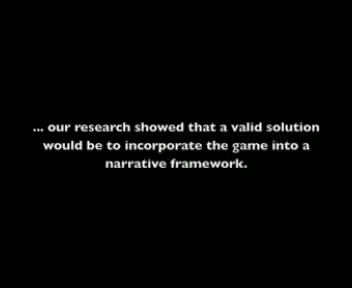 ... our research showed that a valid solution
would be to incorporate the game into a
narrative framework.